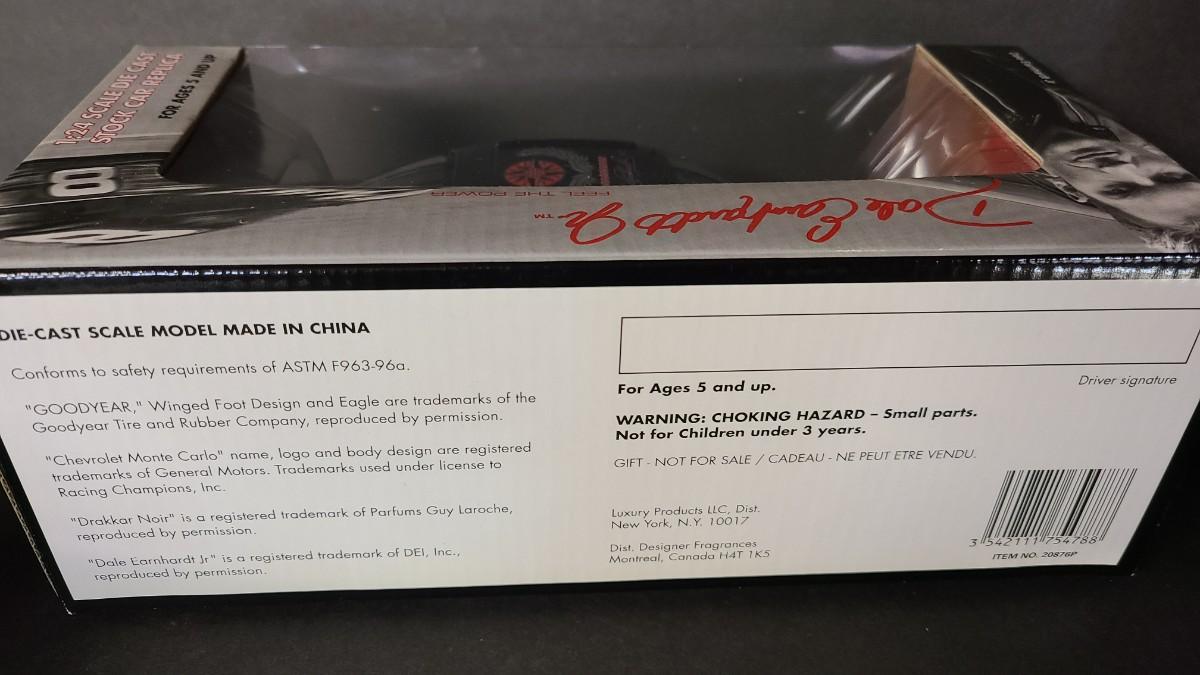 1:24 SCALE DIE CAST
STOCK CAR REPLICA
FOR AGES 5 AND UP
8
FEEL THE POWER
Dale Earnhardt Jr™
DIE-CAST SCALE MODEL MADE IN CHINA
Conforms to safety requirements of ASTM F963-96a.
"GOODYEAR," Winged Foot Design and Eagle are trademarks of the
Goodyear Tire and Rubber Company, reproduced by permission.
"Chevrolet Monte Carlo" name, logo and body design are registered
trademarks of General Motors. Trademarks used under license to
Racing Champions, Inc.
"Drakkar Noir" is a registered trademark of Parfums Guy Laroche,
reproduced by permission.
"Dale Earnhardt Jr" is a registered trademark of DEI, Inc.,
reproduced by permission.
Driver signature
For Ages 5 and up.
WARNING: CHOKING HAZARD – Small parts.
Not for Children under 3 years.
GIFT - NOT FOR SALE / CADEAU - NE PEUT ETRE VENDU.
Luxury Products LLC, Dist.
New York, N.Y. 10017
Dist. Designer Fragrances
Montreal, Canada H4T 1K5
3 542111 754788
ITEM NO. 20876P